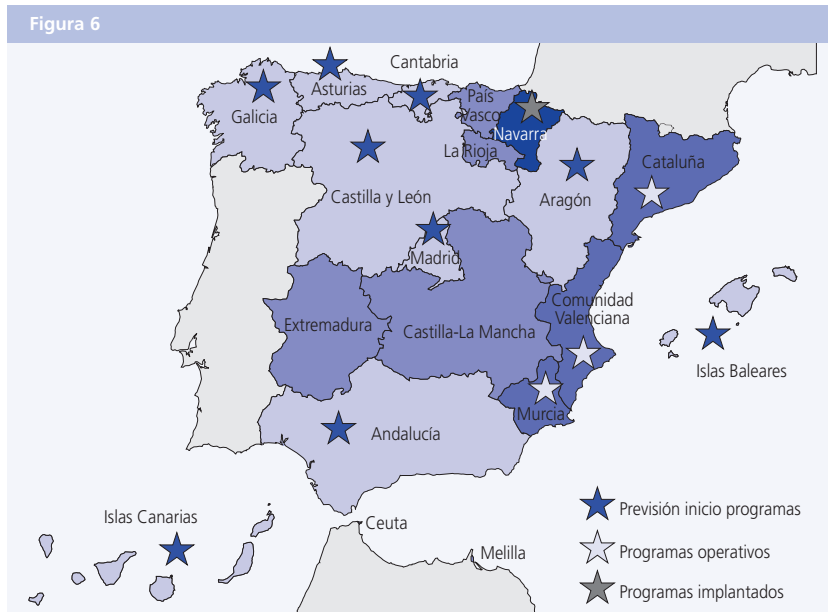 Figura 6
Cantabria
Asturias
Galicia
País
Vasco
Navarra
La Rioja
Cataluña
Castilla y León
Aragón
Madrid
Comunidad
Valenciana
Extremadura
Castilla-La Mancha
Islas Baleares
Murcia
Andalucía
Islas Canarias
Ceuta
Melilla
Previsión inicio programas
Programas operativos
Programas implantados